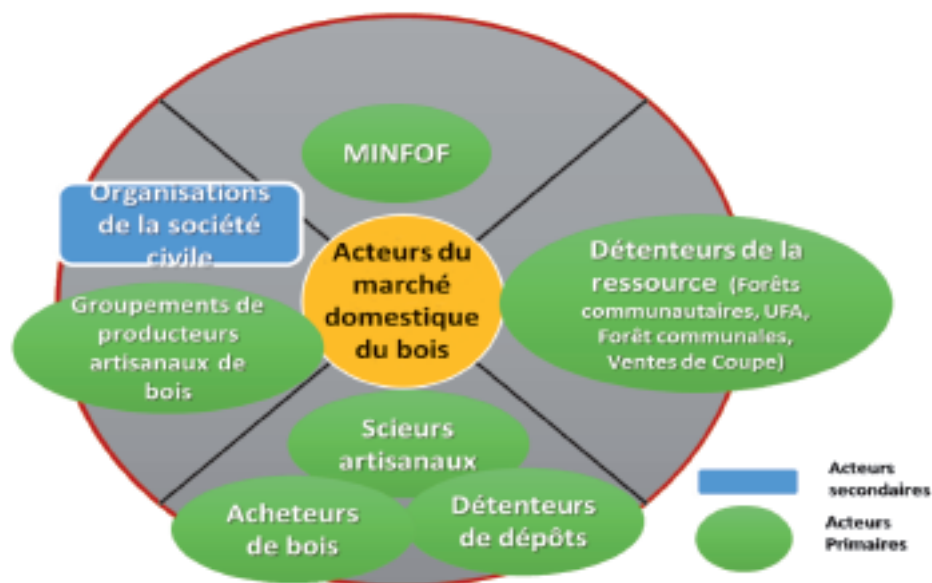 MINFOF
Organisations
de la société
civile
Acteurs du
marché
domestique
du bois
Détenteurs de la
ressource (Forêts
communautaires, UFA,
Forêt communales,
Ventes de Coupe)
Groupements de
producteurs
artisanaux de
bois
Scieurs
artisanaux
Acheteurs
de bois
Détenteurs
de dépôts
Acteurs
secondaires
Acteurs
Primaires